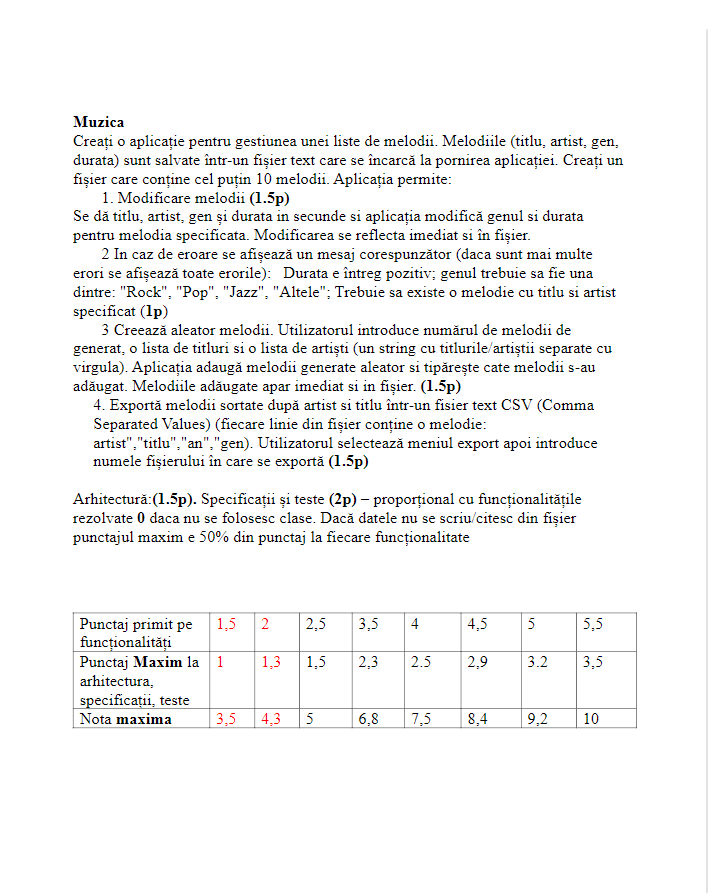 Muzica
Creați o aplicație pentru gestiunea unei liste de melodii. Melodiile (titlu, artist, gen,
durata) sunt salvate într-un fișier text care se încarcă la pornirea aplicației. Creați un
fișier care conține cel puțin 10 melodii. Aplicația permite:
1. Modificare melodii (1.5p)
Se dă titlu, artist, gen și durata in secunde si aplicația modifică genul si durata
pentru melodia specificata. Modificarea se reflecta imediat si în fișier.
2 In caz de eroare se afișează un mesaj corespunzător (daca sunt mai multe
erori se afișează toate erorile): Durata e întreg pozitiv; genul trebuie sa fie una
dintre: "Rock", "Pop", "Jazz", "Altele"; Trebuie sa existe o melodie cu titlu si artist
specificat (1p)
3 Creează aleator melodii. Utilizatorul introduce numărul de melodii de
generat, o lista de titluri si o lista de artiști (un string cu titlurile/artiștii separate cu
virgula). Aplicația adaugă melodii generate aleator si tipărește cate melodii s-au
adăugat. Melodiile adăugate apar imediat si in fișier. (1.5p)
4. Exportă melodii sortate după artist si titlu într-un fisier text CSV (Comma
Separated Values) (fiecare linie din fișier conține o melodie:
artist","titlu","an","gen). Utilizatorul selectează meniul export apoi introduce
numele fișierului în care se exportă (1.5p)
Arhitectură:(1.5p). Specificații și teste (2p) – proporțional cu funcționalitățile
rezolvate 0 daca nu se folosesc clase. Dacă datele nu se scriu/citesc din fișier
punctajul maxim e 50% din punctaj la fiecare funcționalitate
Punctaj primit pe funcționalități 1,5 2 2,5 3,5 4 4,5 5 5,5
Punctaj Maxim la arhitectura, specificații, teste 1 1,3 1,5 2,3 2.5 2,9 3.2 3,5
Nota maxima 3,5 4,3 5 6,8 7,5 8,4 9,2 10